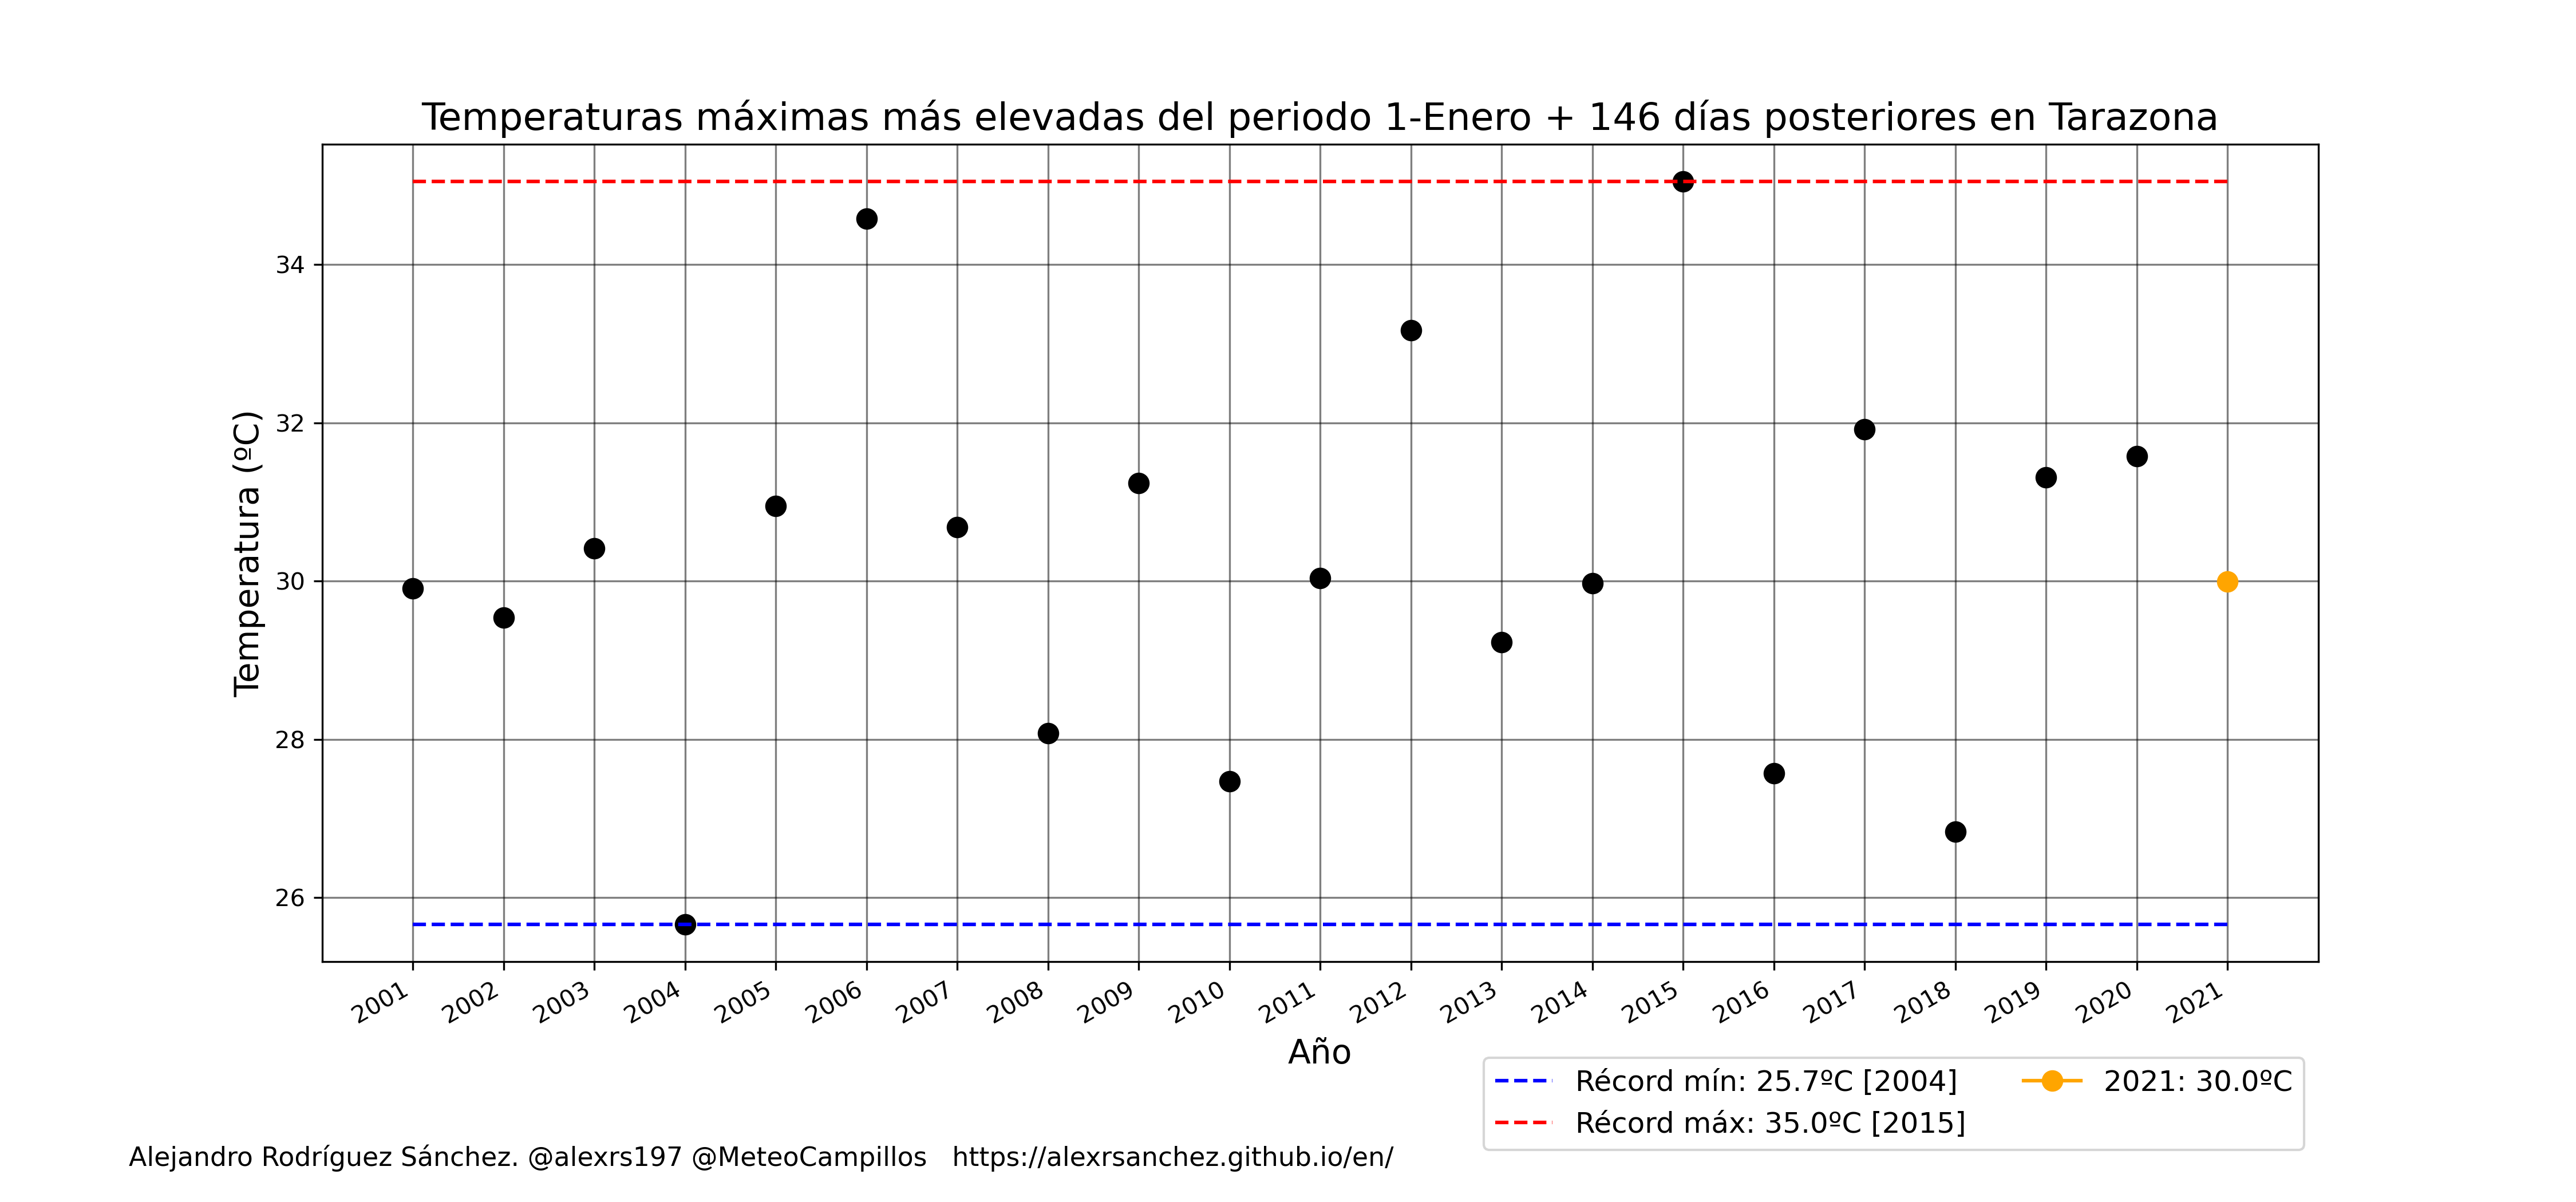 Temperaturas máximas más elevadas del periodo 1-Enero + 146 días posteriores en Tarazona
Temperatura (ºC)
34
32
30
28
26
2001 2002 2003 2004 2005 2006 2007 2008 2009 2010 2011 2012 2013 2014 2015 2016 2017 2018 2019 2020 2021
Año
Récord mín: 25.7ºC [2004]
Récord máx: 35.0ºC [2015]
2021: 30.0ºC
Alejandro Rodríguez Sánchez. @alexrs197 @MeteoCampillos https://alexrsanchez.github.io/en/